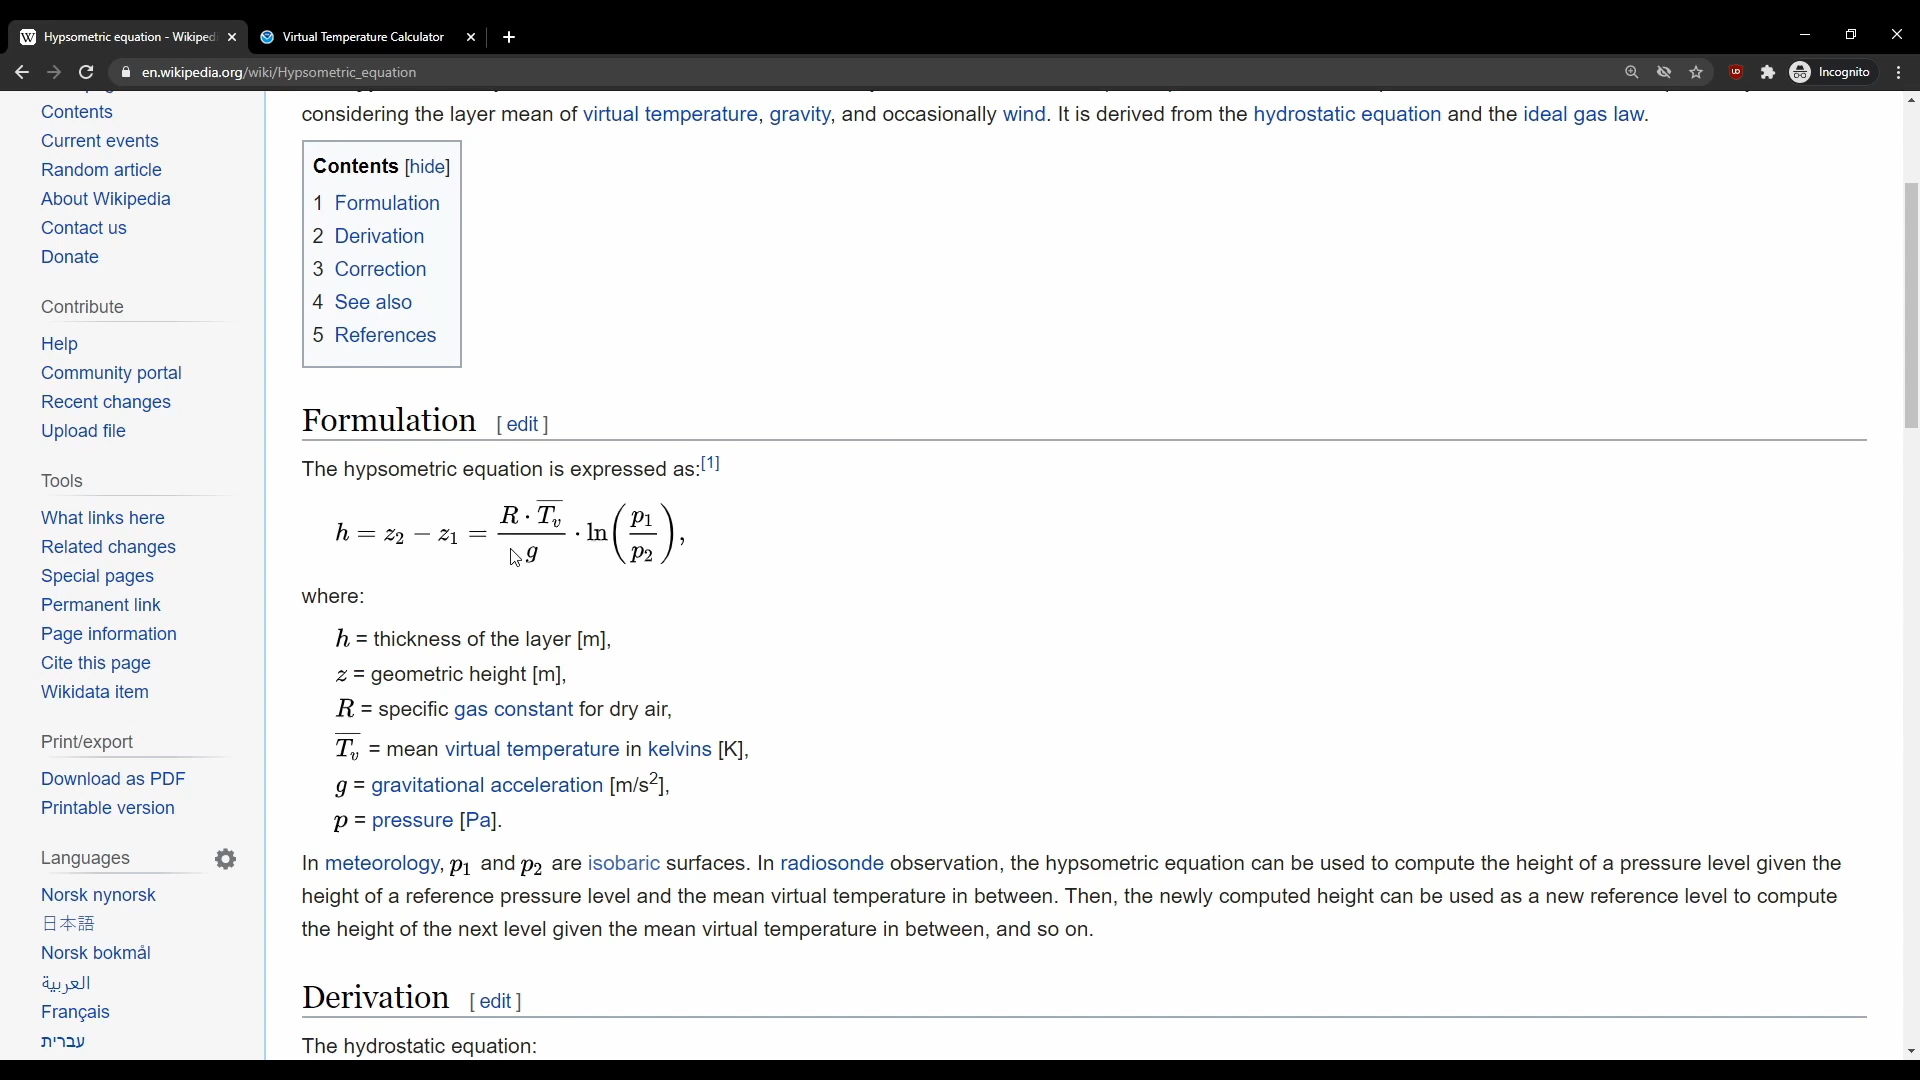 Hypsometric equation - Wikiped
Virtual Temperature Calculator
en.wikipedia.org/wiki/Hypsometric_equation
Incognito
Contents
Current events
Random article
About Wikipedia
Contact us
Donate
Contribute
Help
Community portal
Recent changes
Upload file
Tools
What links here
Related changes
Special pages
Permanent link
Page information
Cite this page
Wikidata item
Print/export
Download as PDF
Printable version
Languages
Norsk nynorsk
日本語
Norsk bokmål
العربية
Français
עברית
considering the layer mean of virtual temperature, gravity, and occasionally wind. It is derived from the hydrostatic equation and the ideal gas law.
Contents [hide]
1 Formulation
2 Derivation
3 Correction
4 See also
5 References
Formulation [ edit ]
The hypsometric equation is expressed as:[1]
h = z₂ − z₁ = (R · T̅ᵥ)/g · ln(p₁/p₂),
where:
h = thickness of the layer [m],
z = geometric height [m],
R = specific gas constant for dry air,
T̅ᵥ = mean virtual temperature in kelvins [K],
g = gravitational acceleration [m/s²],
p = pressure [Pa].
In meteorology, p₁ and p₂ are isobaric surfaces. In radiosonde observation, the hypsometric equation can be used to compute the height of a pressure level given the
height of a reference pressure level and the mean virtual temperature in between. Then, the newly computed height can be used as a new reference level to compute
the height of the next level given the mean virtual temperature in between, and so on.
Derivation [ edit ]
The hydrostatic equation: